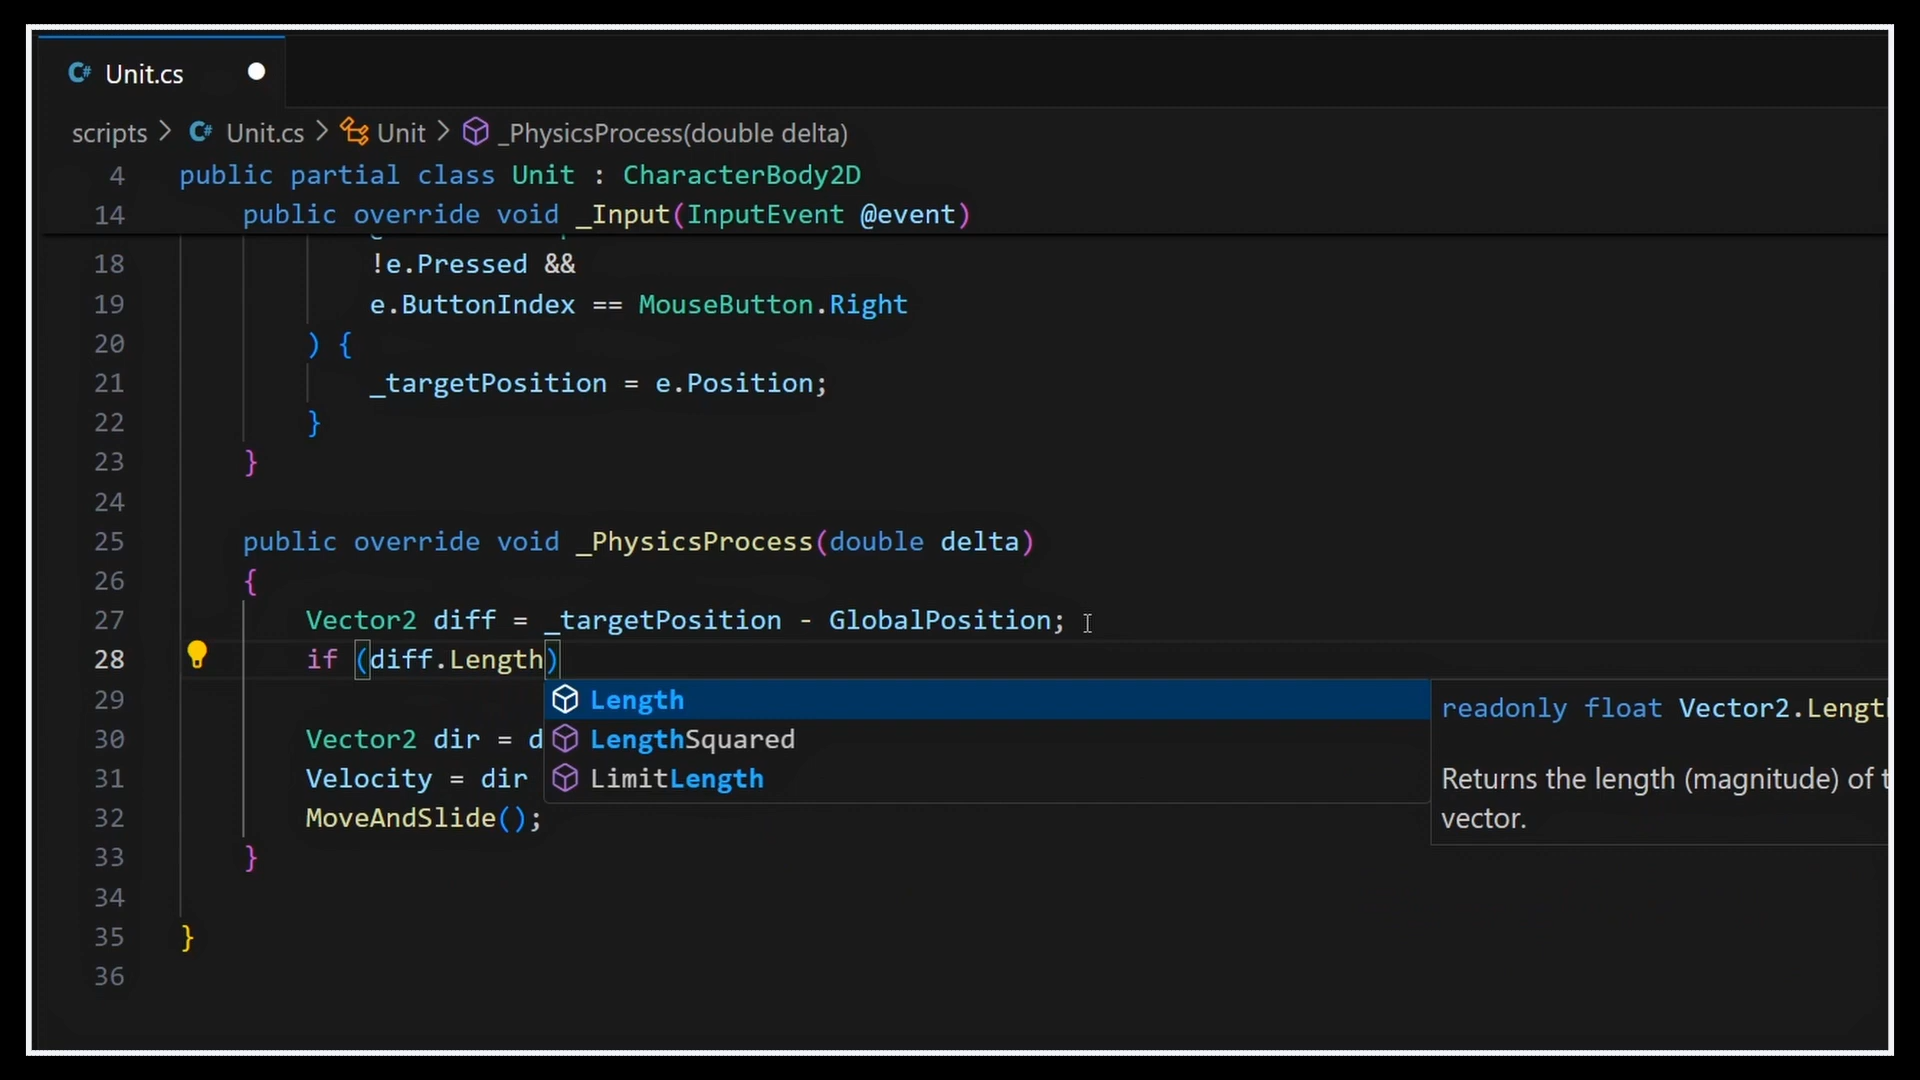 Unit.cs
scripts > Unit.cs > Unit > _PhysicsProcess(double delta)
4 public partial class Unit : CharacterBody2D
14 public override void _Input(InputEvent @event)
18 !e.Pressed &&
19 e.ButtonIndex == MouseButton.Right
20 ) {
21 _targetPosition = e.Position;
22 }
23 }
24
25 public override void _PhysicsProcess(double delta)
26 {
27 Vector2 diff = _targetPosition - GlobalPosition;
28 if (diff.Length)
29
30 Vector2 dir = d
31 Velocity = dir
32 MoveAndSlide();
33 }
34
35 }
36
Length
LengthSquared
LimitLength
readonly float Vector2.Lengt
Returns the length (magnitude) of
vector.